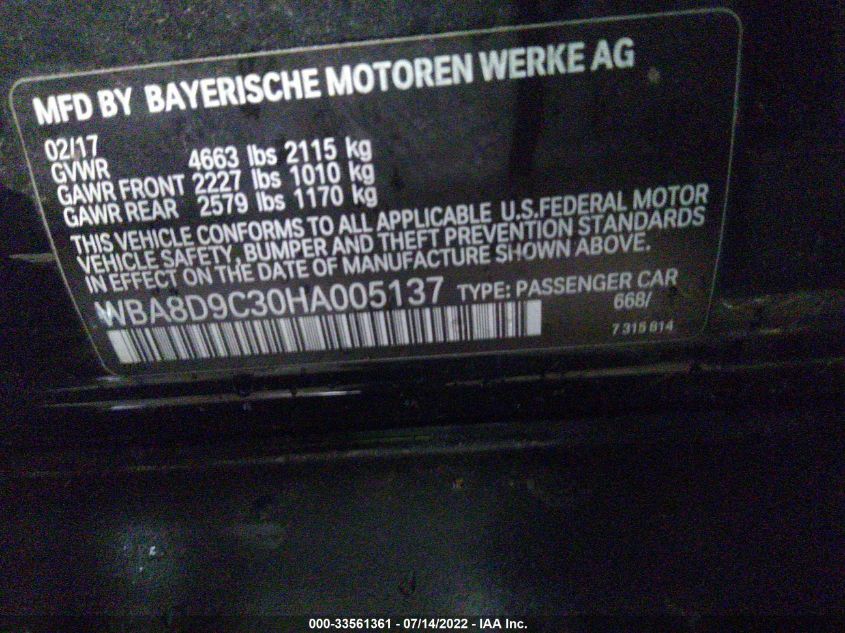 MFD BY BAYERISCHE MOTOREN WERKE AG
02/17
GVWR 4663 lbs 2115 kg
GAWR FRONT 2227 lbs 1010 kg
GAWR REAR 2579 lbs 1170 kg
THIS VEHICLE CONFORMS TO ALL APPLICABLE U.S.FEDERAL MOTOR
VEHICLE SAFETY, BUMPER AND THEFT PREVENTION STANDARDS
IN EFFECT ON THE DATE OF MANUFACTURE SHOWN ABOVE.
WBA8D9C30HA005137 TYPE: PASSENGER CAR
668/
7 315 814
000-33561361 - 07/14/2022 - IAA Inc.